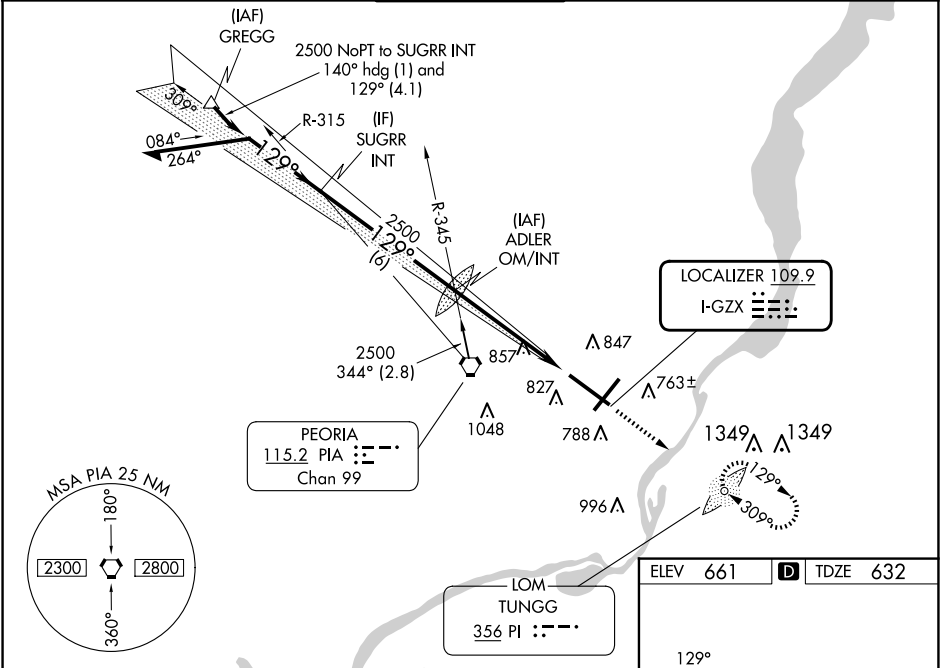 (IAF)
GREGG
2500 NoPT to SUGRR INT
140° hdg (1) and
129° (4.1)
309°
R-315
(IF)
SUGRR
INT
084°
264°
129°
R-345
2500
129°
(6)
(IAF)
ADLER
OM/INT
LOCALIZER 109.9
I-GZX
2500
344° (2.8)
857
847
827
763±
1048
788
PEORIA
115.2 PIA
Chan 99
1349
1349
129°
309°
996
MSA PIA 25 NM
180°
2300
2800
360°
LOM
TUNGG
356 PI
ELEV 661 D TDZE 632
129°